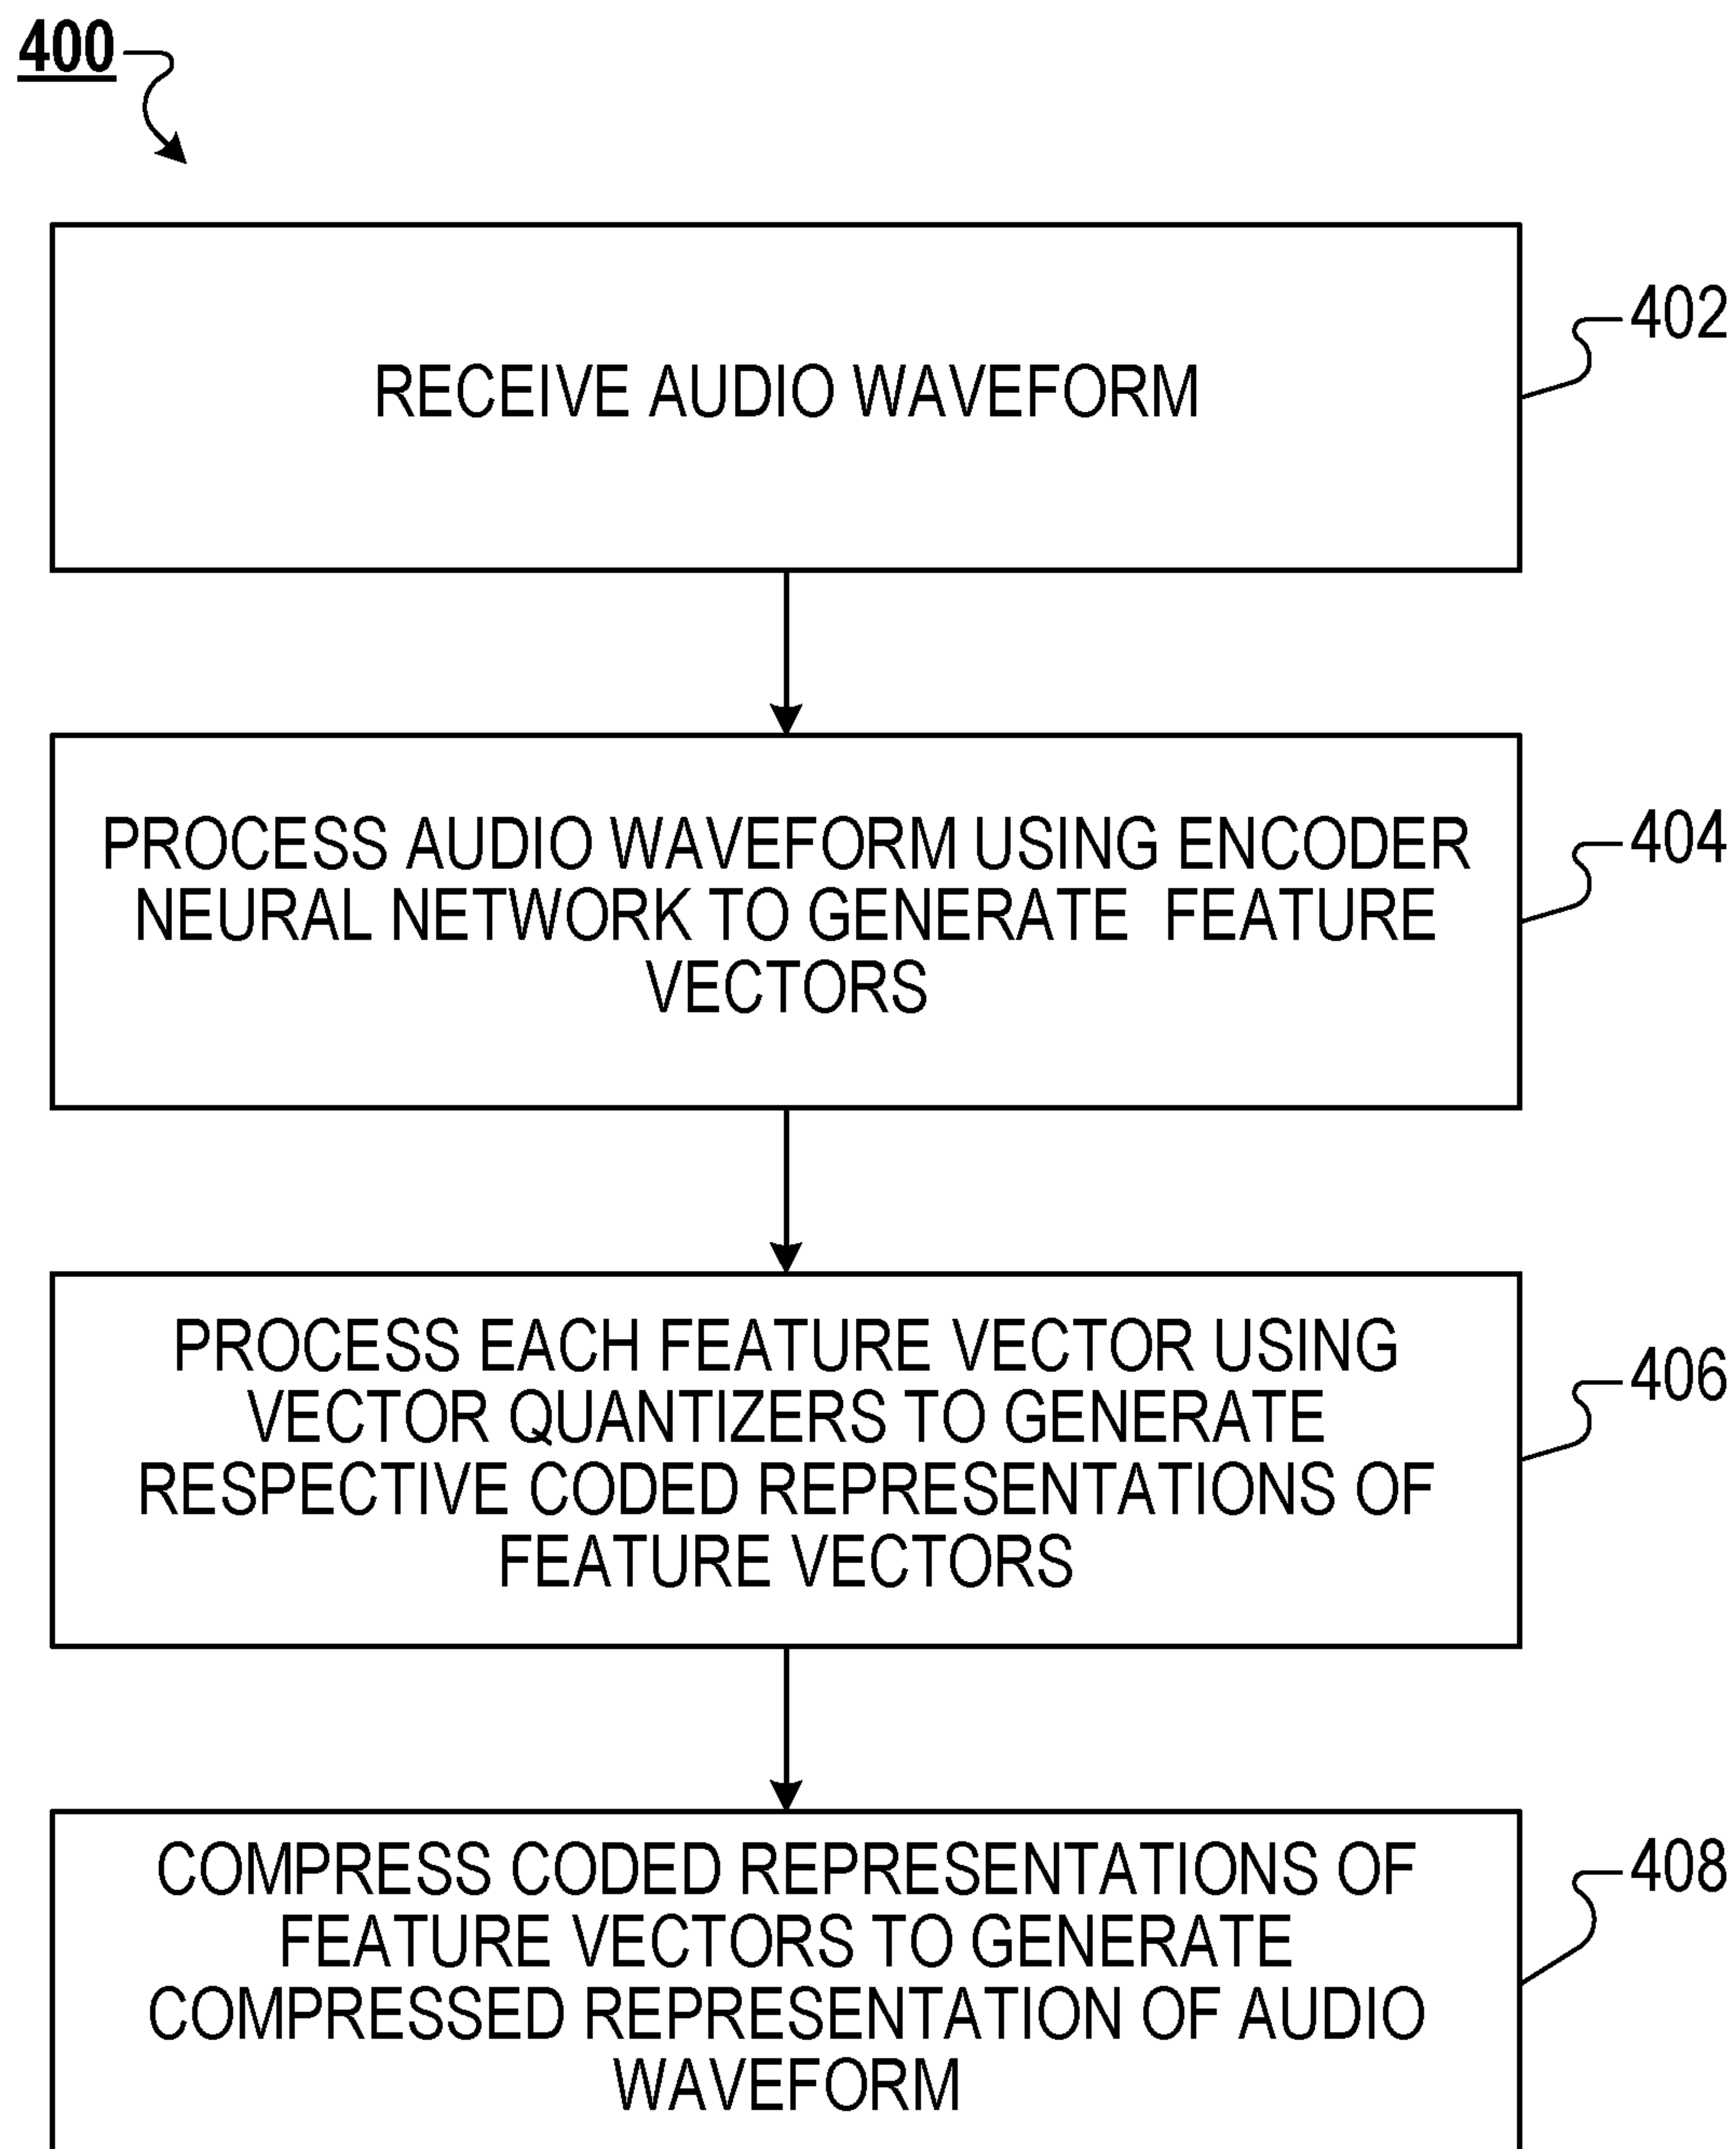 400
RECEIVE AUDIO WAVEFORM
402
PROCESS AUDIO WAVEFORM USING ENCODER
NEURAL NETWORK TO GENERATE FEATURE
VECTORS
404
PROCESS EACH FEATURE VECTOR USING
VECTOR QUANTIZERS TO GENERATE
RESPECTIVE CODED REPRESENTATIONS OF
FEATURE VECTORS
406
COMPRESS CODED REPRESENTATIONS OF
FEATURE VECTORS TO GENERATE
COMPRESSED REPRESENTATION OF AUDIO
WAVEFORM
408